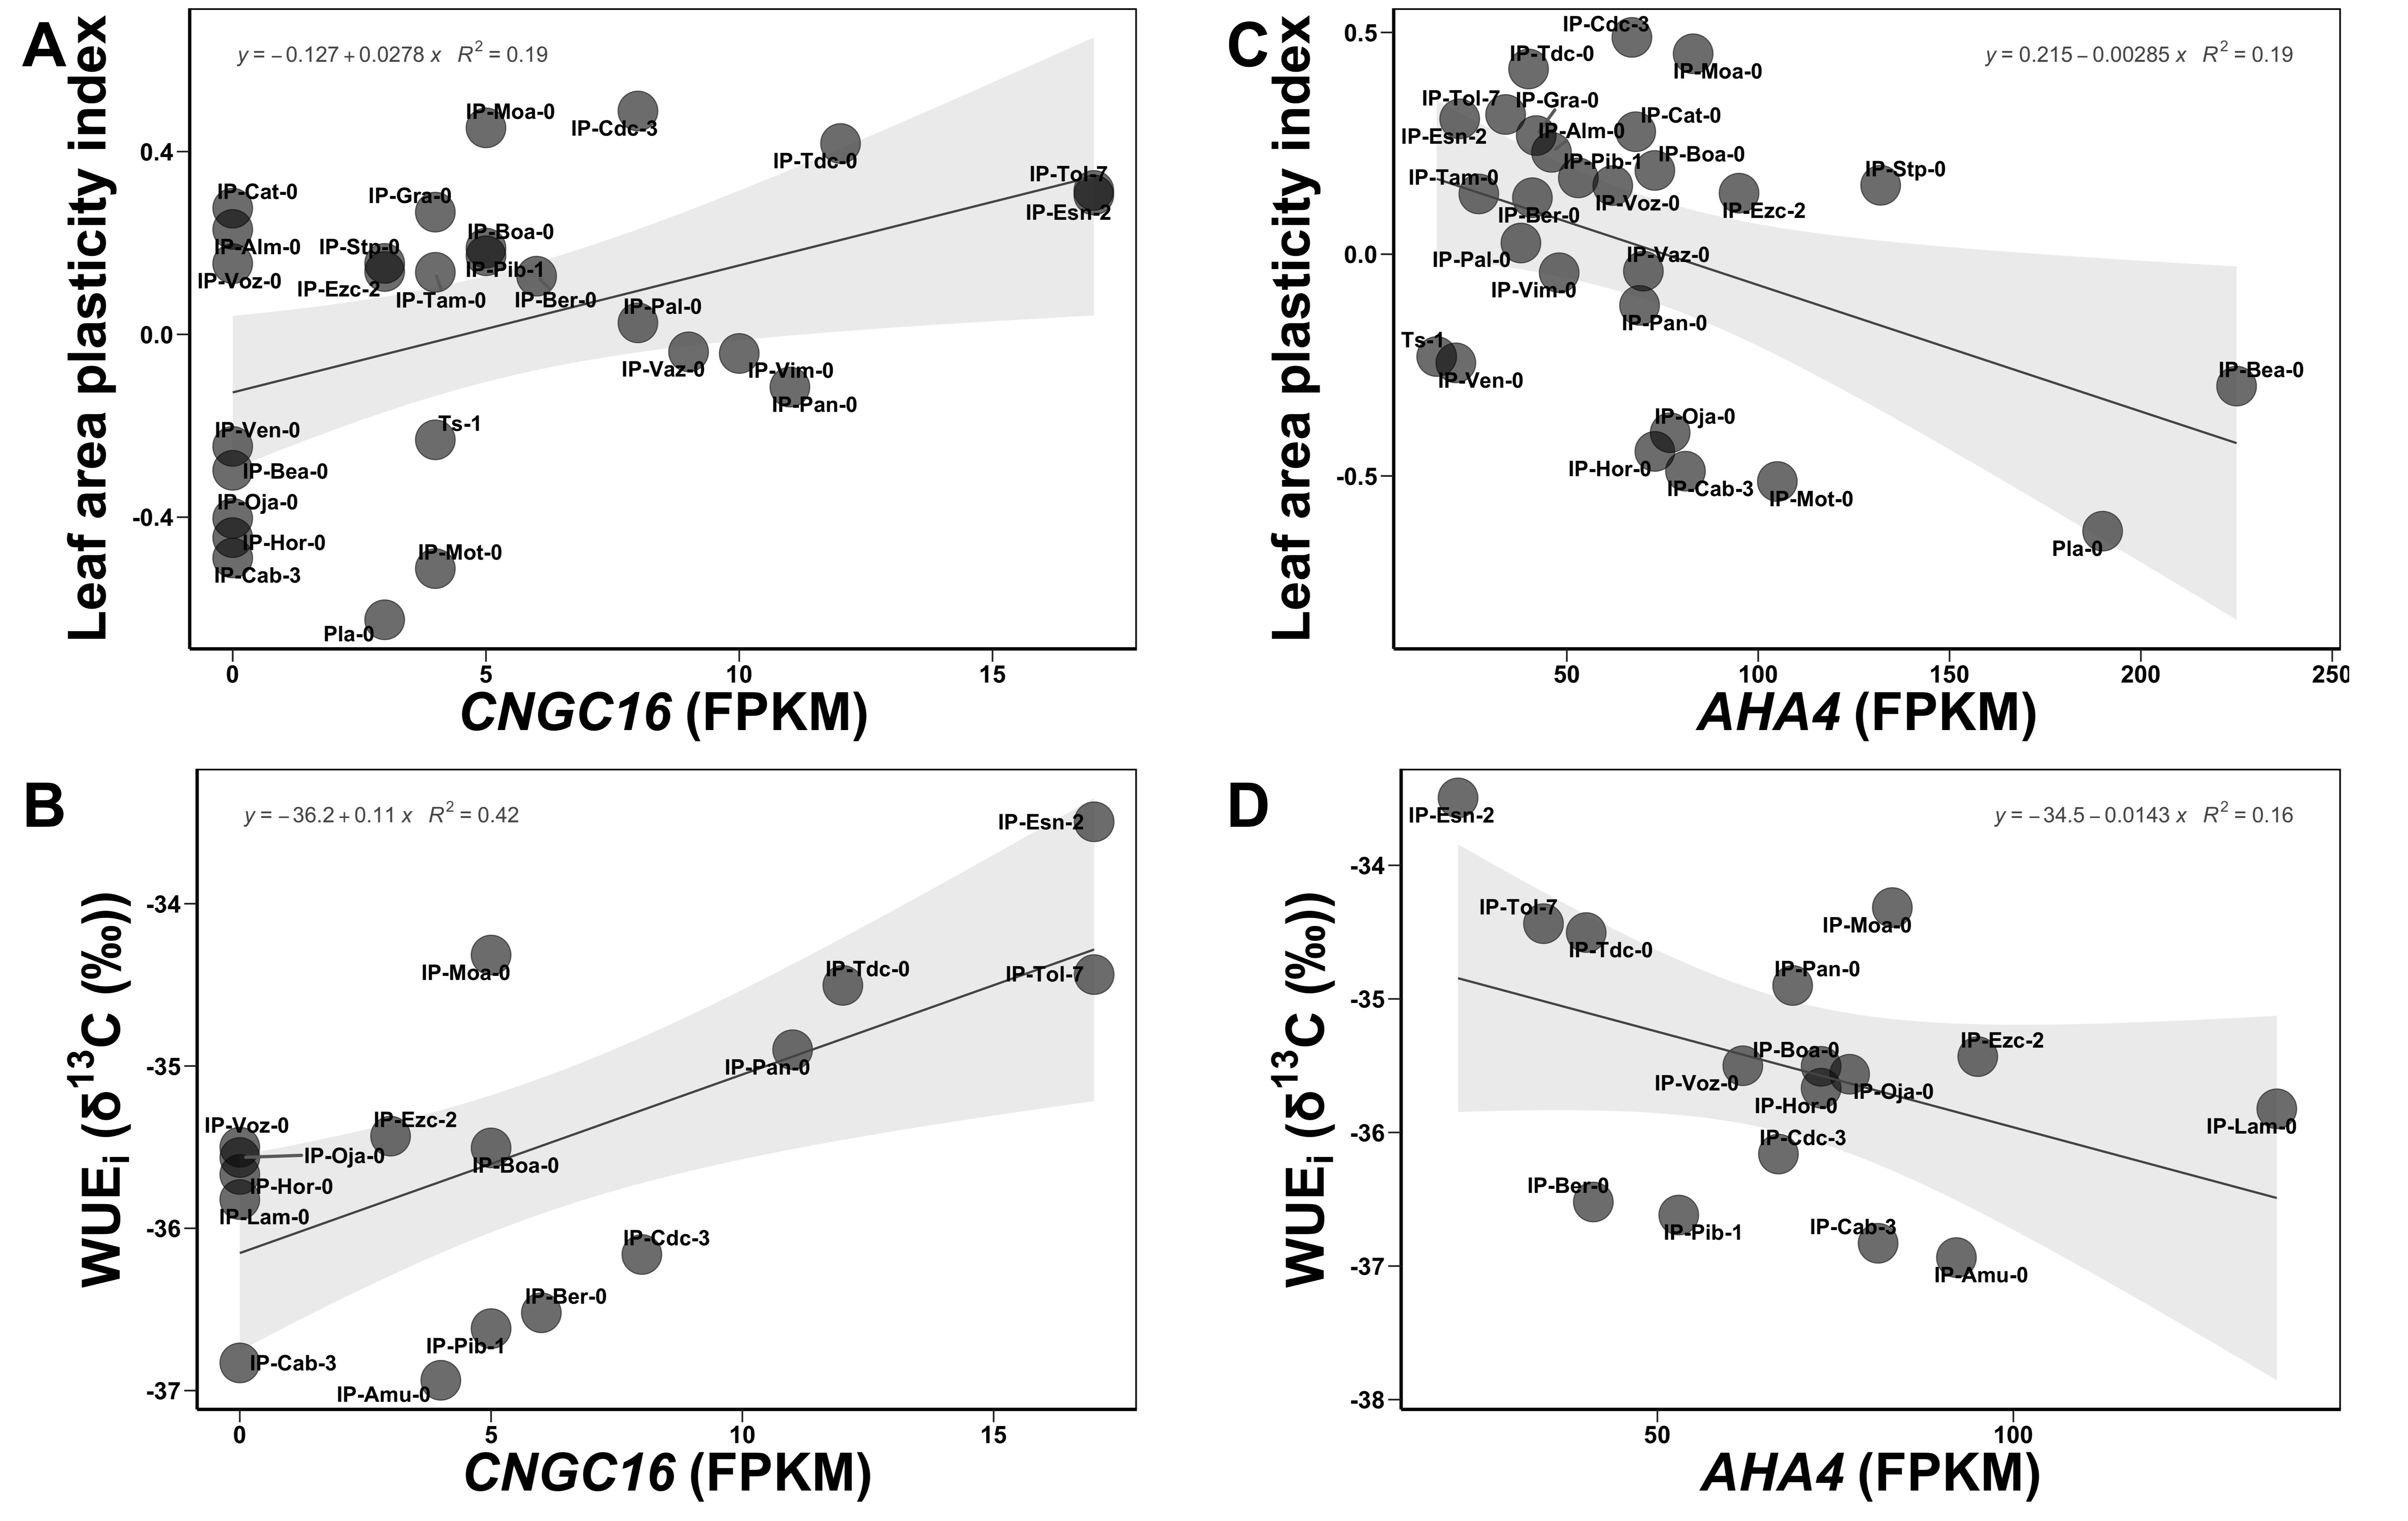 A
Leaf area plasticity index
y = −0.127 + 0.0278 x R² = 0.19
0.4
0.0
-0.4
IP-Moa-0
IP-Cdc-3
IP-Tdc-0
IP-Tol-7
IP-Esn-2
IP-Cat-0
IP-Gra-0
IP-Boa-0
IP-Alm-0
IP-Stp-0
IP-Pib-1
IP-Voz-0
IP-Ezc-2
IP-Tam-0
IP-Ber-0
IP-Pal-0
IP-Vaz-0
IP-Vim-0
IP-Pan-0
IP-Ven-0
Ts-1
IP-Bea-0
IP-Oja-0
IP-Hor-0
IP-Mot-0
IP-Cab-3
Pla-0
0 5 10 15
CNGC16 (FPKM)
C
Leaf area plasticity index
y = 0.215 − 0.00285 x R² = 0.19
0.5
0.0
-0.5
IP-Cdc-3
IP-Tdc-0
IP-Moa-0
IP-Tol-7
IP-Gra-0
IP-Cat-0
IP-Esn-2
IP-Alm-0
IP-Pib-1
IP-Boa-0
IP-Stp-0
IP-Tam-0
IP-Voz-0
IP-Ezc-2
IP-Ber-0
IP-Pal-0
IP-Vaz-0
IP-Vim-0
IP-Pan-0
Ts-1
IP-Ven-0
IP-Bea-0
IP-Oja-0
IP-Hor-0
IP-Cab-3
IP-Mot-0
Pla-0
50 100 150 200 250
AHA4 (FPKM)
B
WUEi (δ¹³C (‰))
y = −36.2 + 0.11 x R² = 0.42
-34
-35
-36
-37
IP-Esn-2
IP-Moa-0
IP-Tdc-0
IP-Tol-7
IP-Pan-0
IP-Voz-0
IP-Ezc-2
IP-Oja-0
IP-Boa-0
IP-Hor-0
IP-Lam-0
IP-Cdc-3
IP-Ber-0
IP-Pib-1
IP-Cab-3
IP-Amu-0
0 5 10 15
CNGC16 (FPKM)
D
WUEi (δ¹³C (‰))
y = −34.5 − 0.0143 x R² = 0.16
-34
-35
-36
-37
-38
IP-Esn-2
IP-Tol-7
IP-Tdc-0
IP-Moa-0
IP-Pan-0
IP-Boa-0
IP-Ezc-2
IP-Voz-0
IP-Oja-0
IP-Hor-0
IP-Lam-0
IP-Cdc-3
IP-Ber-0
IP-Pib-1
IP-Cab-3
IP-Amu-0
50 100
AHA4 (FPKM)